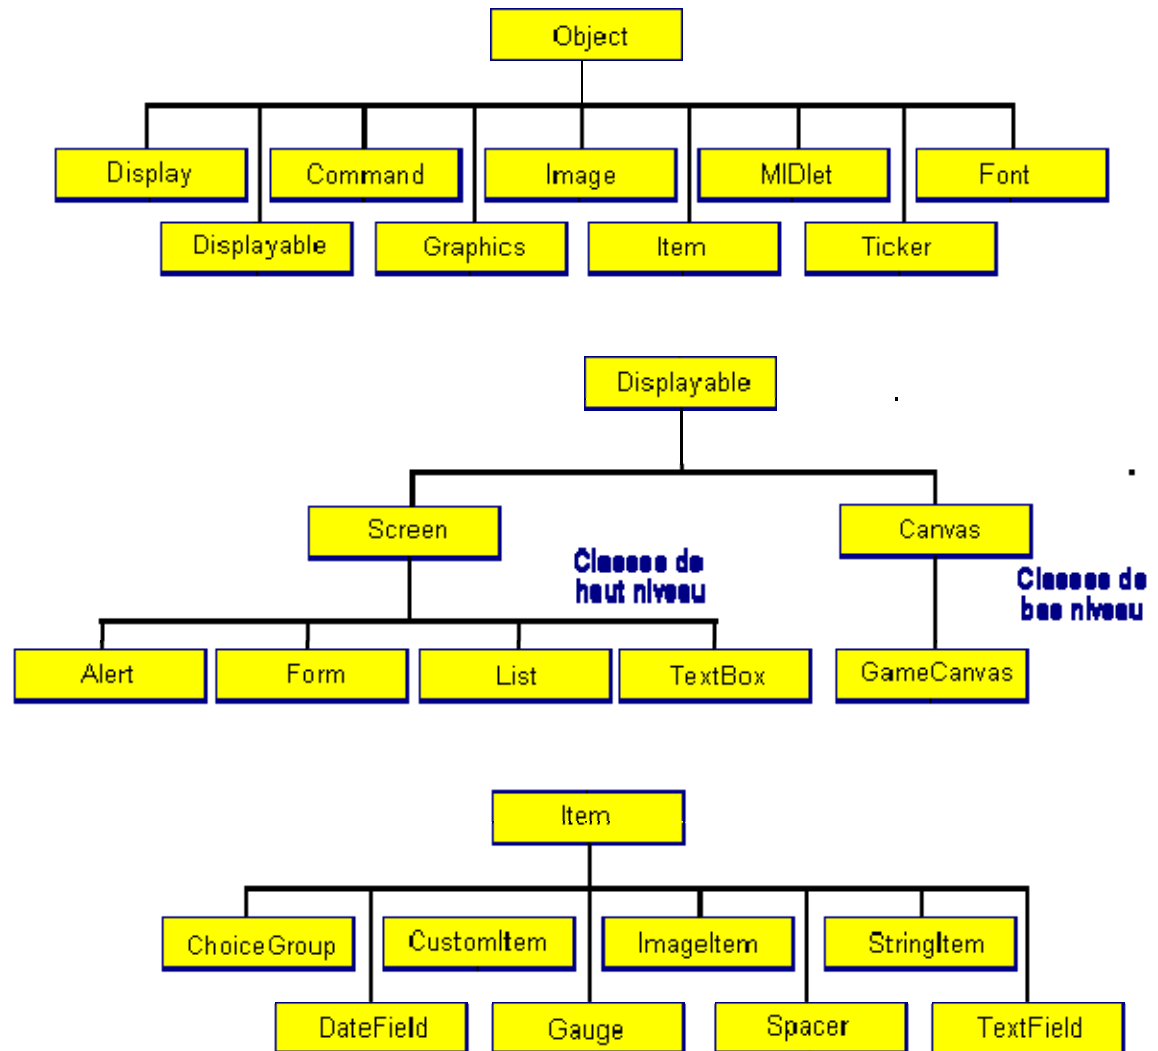 Object
Display
Command
Image
MIDlet
Font
Displayable
Graphics
Item
Ticker
Displayable
Screen
Canvas
Classes de
haut niveau
Classes de
bas niveau
Alert
Form
List
TextBox
GameCanvas
Item
ChoiceGroup
CustomItem
ImageItem
StringItem
DateField
Gauge
Spacer
TextField